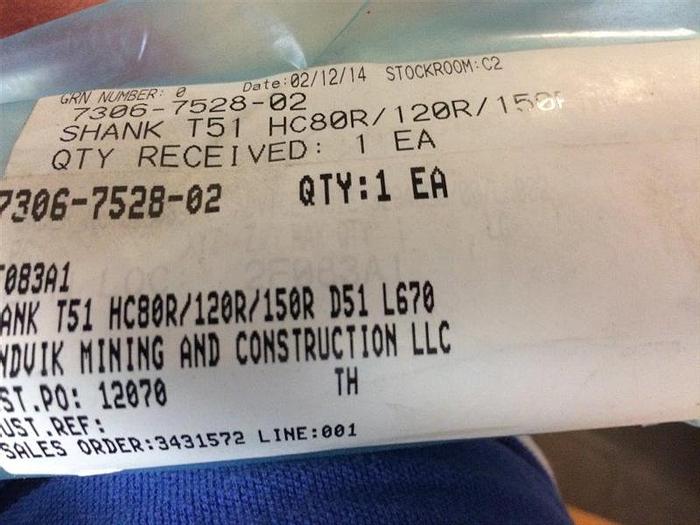 GRN NUMBER: 0 Date:02/12/14 STOCKROOM:C2
7306-7528-02
SHANK T51 HC80R/120R/150R
QTY RECEIVED: 1 EA
7306-7528-02 QTY:1 EA
T083A1
ANK T51 HC80R/120R/150R D51 L670
NDVIK MINING AND CONSTRUCTION LLC
ST.PO: 12070 TH
UST.REF:
SALES ORDER:3431572 LINE:001